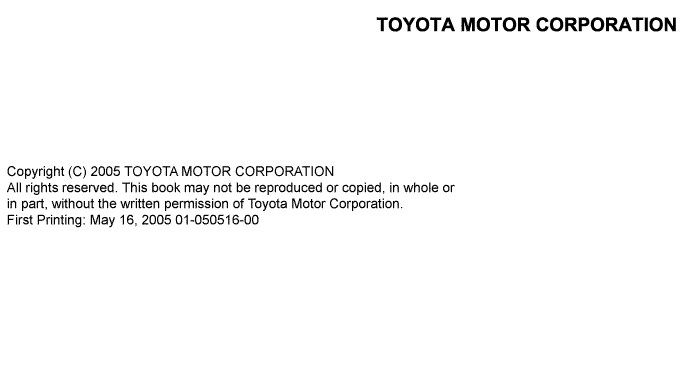 TOYOTA MOTOR CORPORATION
Copyright (C) 2005 TOYOTA MOTOR CORPORATION
All rights reserved. This book may not be reproduced or copied, in whole or
in part, without the written permission of Toyota Motor Corporation.
First Printing: May 16, 2005 01-050516-00